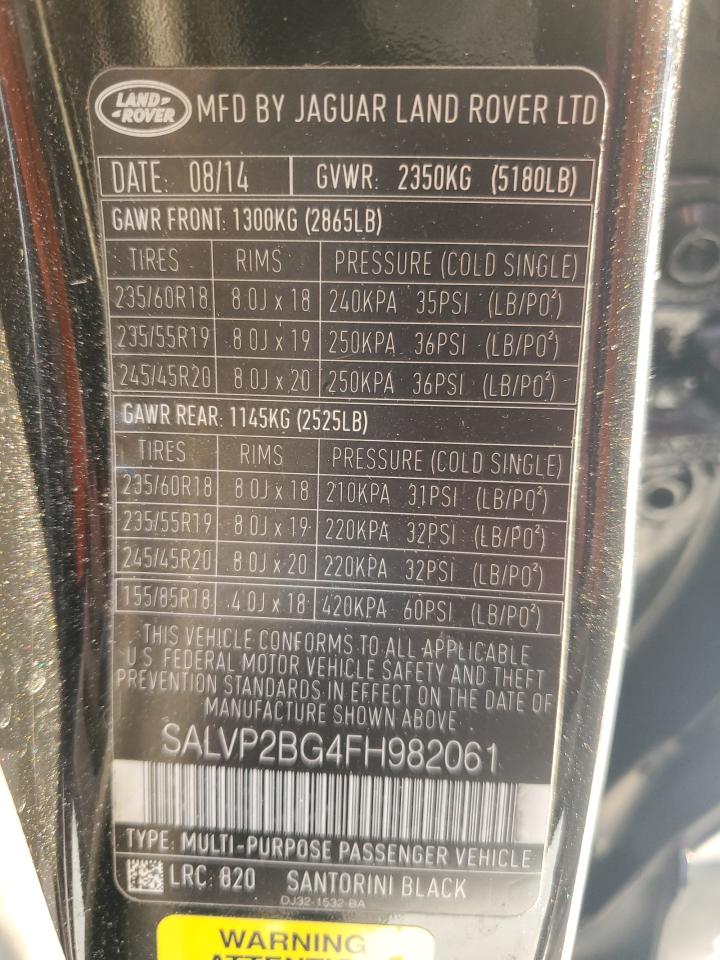 LAND ROVER MFD BY JAGUAR LAND ROVER LTD
DATE: 08/14 GVWR: 2350KG (5180LB)
GAWR FRONT: 1300KG (2865LB)
TIRES RIMS PRESSURE (COLD SINGLE)
235/60R18 8.0J x 18 240KPA 35PSI (LB/PO²)
235/55R19 8.0J x 19 250KPA 36PSI (LB/PO²)
245/45R20 8.0J x 20 250KPA 36PSI (LB/PO²)
GAWR REAR: 1145KG (2525LB)
TIRES RIMS PRESSURE (COLD SINGLE)
235/60R18 8.0J x 18 210KPA 31PSI (LB/PO²)
235/55R19 8.0J x 19 220KPA 32PSI (LB/PO²)
245/45R20 8.0J x 20 220KPA 32PSI (LB/PO²)
155/85R18 4.0J x 18 420KPA 60PSI (LB/PO²)
THIS VEHICLE CONFORMS TO ALL APPLICABLE
U.S. FEDERAL MOTOR VEHICLE SAFETY AND THEFT
PREVENTION STANDARDS IN EFFECT ON THE DATE OF
MANUFACTURE SHOWN ABOVE.
SALVP2BG4FH982061
TYPE: MULTI-PURPOSE PASSENGER VEHICLE
LRC: 820 SANTORINI BLACK
DJ32-1532-BA
WARNING